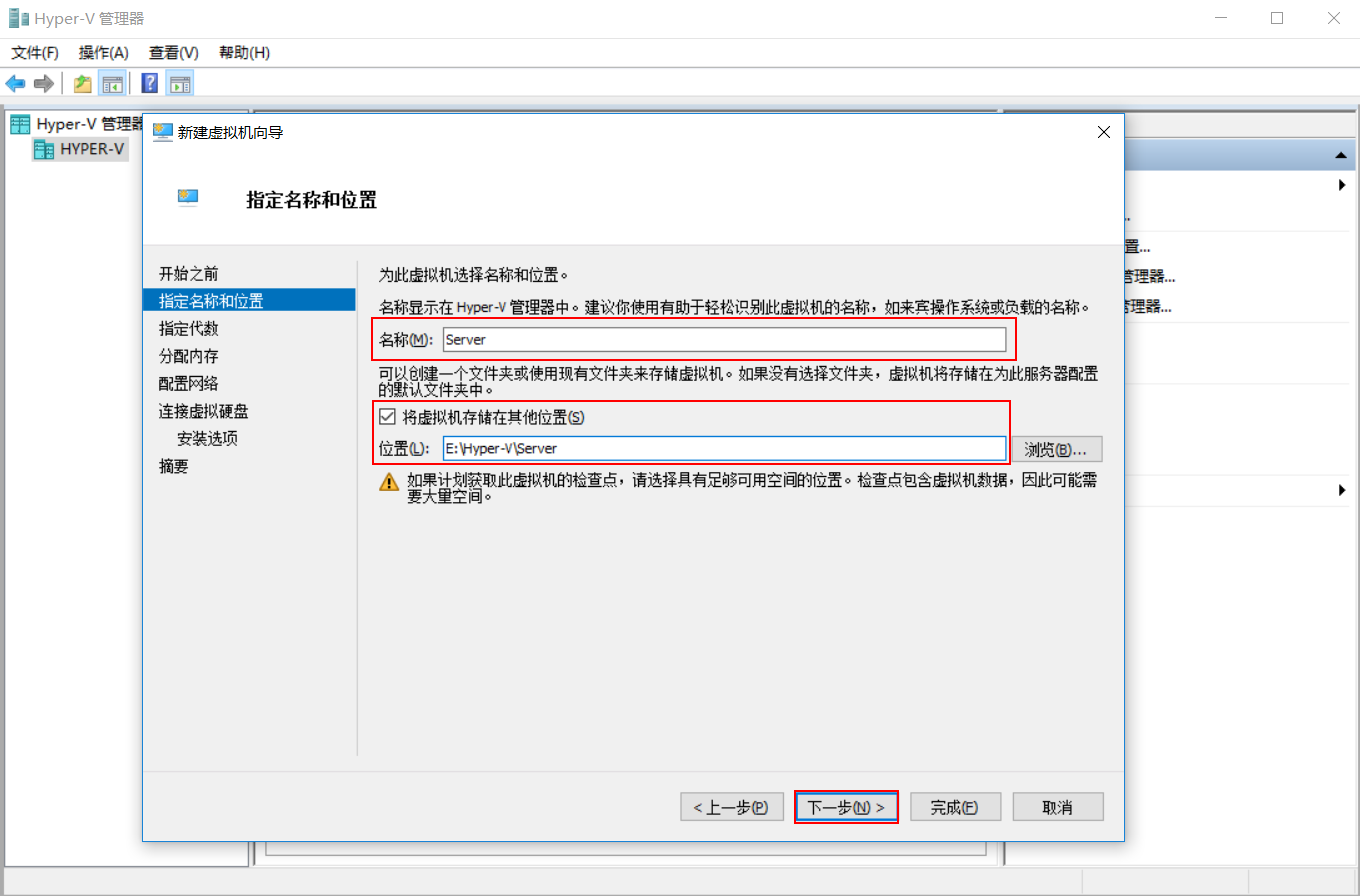 Hyper-V 管理器
文件(F) 操作(A) 查看(V) 帮助(H)
Hyper-V 管理器
HYPER-V
新建虚拟机向导
指定名称和位置
开始之前
指定名称和位置
指定代数
分配内存
配置网络
连接虚拟硬盘
安装选项
摘要
为此虚拟机选择名称和位置。
名称显示在 Hyper-V 管理器中。建议你使用有助于轻松识别此虚拟机的名称，如来宾操作系统或负载的名称。
名称(M): Server
可以创建一个文件夹或使用现有文件夹来存储虚拟机。如果没有选择文件夹，虚拟机将存储在为此服务器配置
的默认文件夹中。
将虚拟机存储在其他位置(S)
位置(L): E:\Hyper-V\Server 浏览(B)...
如果计划获取此虚拟机的检查点，请选择具有足够可用空间的位置。检查点包含虚拟机数据，因此可能需
要大量空间。
< 上一步(P) 下一步(N) > 完成(F) 取消
置...
管理器...
管理器...